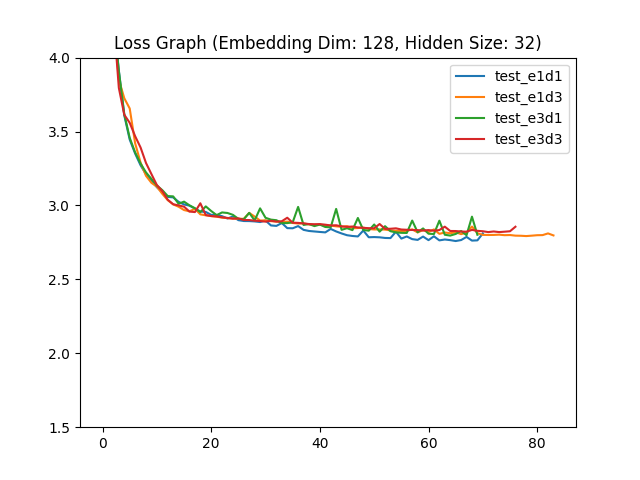 Loss Graph (Embedding Dim: 128, Hidden Size: 32)
4.0
3.5
3.0
2.5
2.0
1.5
0
20
40
60
80
test_e1d1
test_e1d3
test_e3d1
test_e3d3